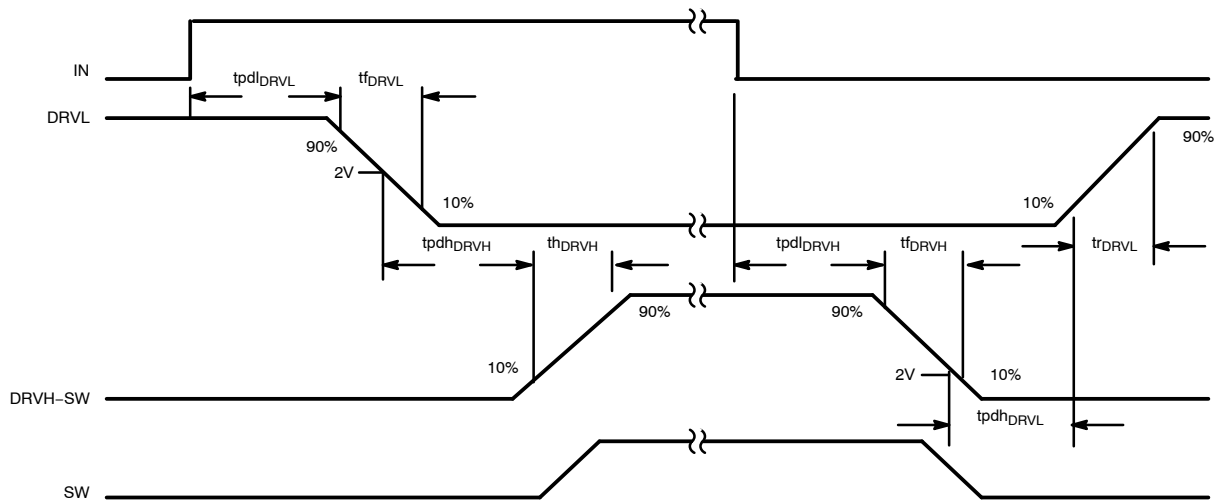 IN
tpdlDRVL
tfDRVL
DRVL
90%
90%
2V
10%
10%
tpdhDRVH
thDRVH
tpdlDRVH
tfDRVH
trDRVL
90%
90%
10%
2V
10%
DRVH–SW
tpdhDRVL
SW